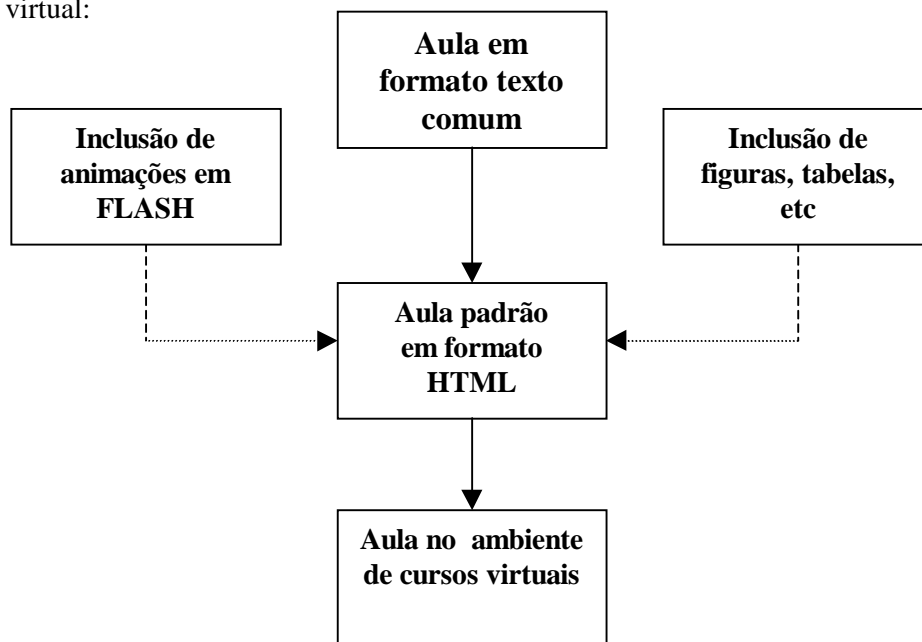 virtual:
Aula em
formato texto
comum
Inclusão de
animações em
FLASH
Inclusão de
figuras, tabelas,
etc
Aula padrão
em formato
HTML
Aula no ambiente
de cursos virtuais